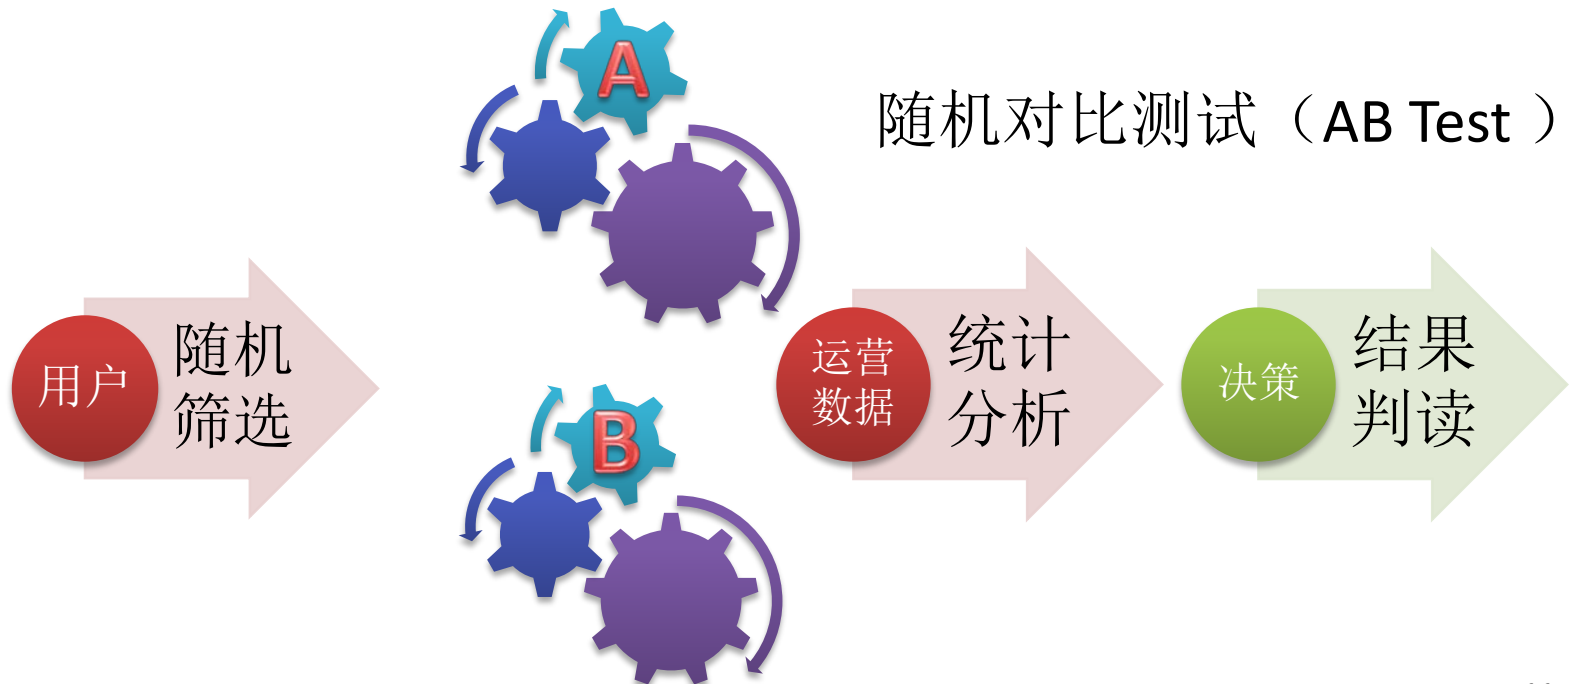 随机对比测试（AB Test ）
A
B
用户
随机
筛选
运营
数据
统计
分析
决策
结果
判读